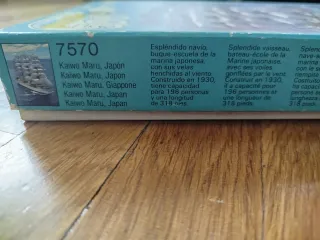 7570
Kaiwo Maru, Japón
Kaiwo Maru, Japon
Kaiwo Maru, Giappone
Kaiwo Maru, Japan
Kaiwo Maru, Japan
Espléndido navío,
buque-escuela de la
marina japonesa,
con sus velas
henchidas al viento.
Construido en 1930,
tiene capacidad
para 198 personas
y una longitud
de 318 pies.
Splendide vaisseau,
bateau-école de la
Marine japonaise,
avec ses voiles
gonflées par le vent.
Construit en 1930,
il a capacité pour
198 personnes et
une longueur de
318 pieds.